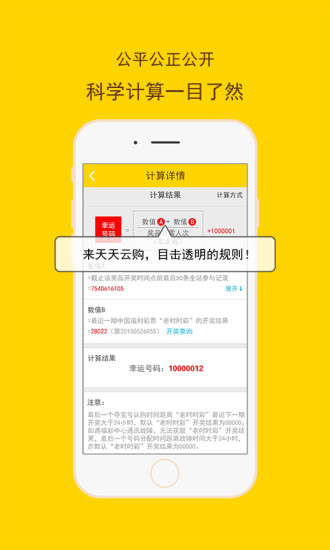 公平公正公开
科学计算一目了然
计算详情
计算结果
计算方式
幸运
号码
数值A + 数值B
+1000001
来天天云购，目击透明的规则！
=截止该奖品开奖时间点前最后50条全站参与记录
=7540616105
展开↓
数值B
=最近一期中国福利彩票“老时时彩”的开奖结果
=28022（第20150526055） 开奖查询
计算结果
幸运号码：10000012
注意：
最后一个夺宝号认购时间距离“老时时彩”最近下一期
开奖大于24小时，默认“老时时彩”开奖结果为00000。
如遇福彩中心通讯故障，无法获取“老时时彩”开奖结
果，最后一个号码分配时间距离故障时间大于24小时，
亦默认“老时时彩”开奖结果为00000。